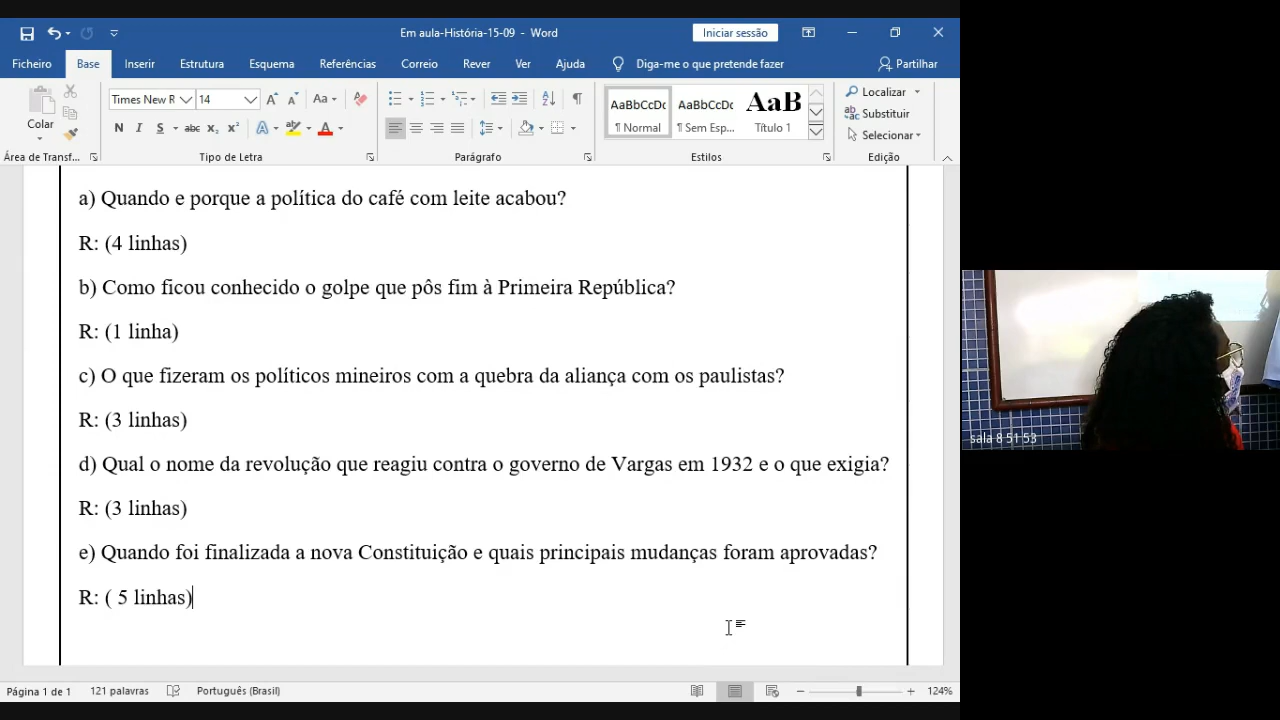 Em aula-História-15-09 - Word
Iniciar sessão
Ficheiro Base Inserir Estrutura Esquema Referências Correio Rever Ver Ajuda Diga-me o que pretende fazer Partilhar
Colar
Times New R 14 Aa
N I S abc x₂ x² A A
AaBbCcDc AaBbCcDc AaB
¶ Normal ¶ Sem Esp... Título 1
Localizar
Substituir
Selecionar
Área de Transf... Tipo de Letra Parágrafo Estilos Edição
a) Quando e porque a política do café com leite acabou?
R: (4 linhas)
b) Como ficou conhecido o golpe que pôs fim à Primeira República?
R: (1 linha)
c) O que fizeram os políticos mineiros com a quebra da aliança com os paulistas?
R: (3 linhas)
d) Qual o nome da revolução que reagiu contra o governo de Vargas em 1932 e o que exigia?
R: (3 linhas)
e) Quando foi finalizada a nova Constituição e quais principais mudanças foram aprovadas?
R: ( 5 linhas)
Página 1 de 1 121 palavras Português (Brasil) 124%
sala 8 51 53